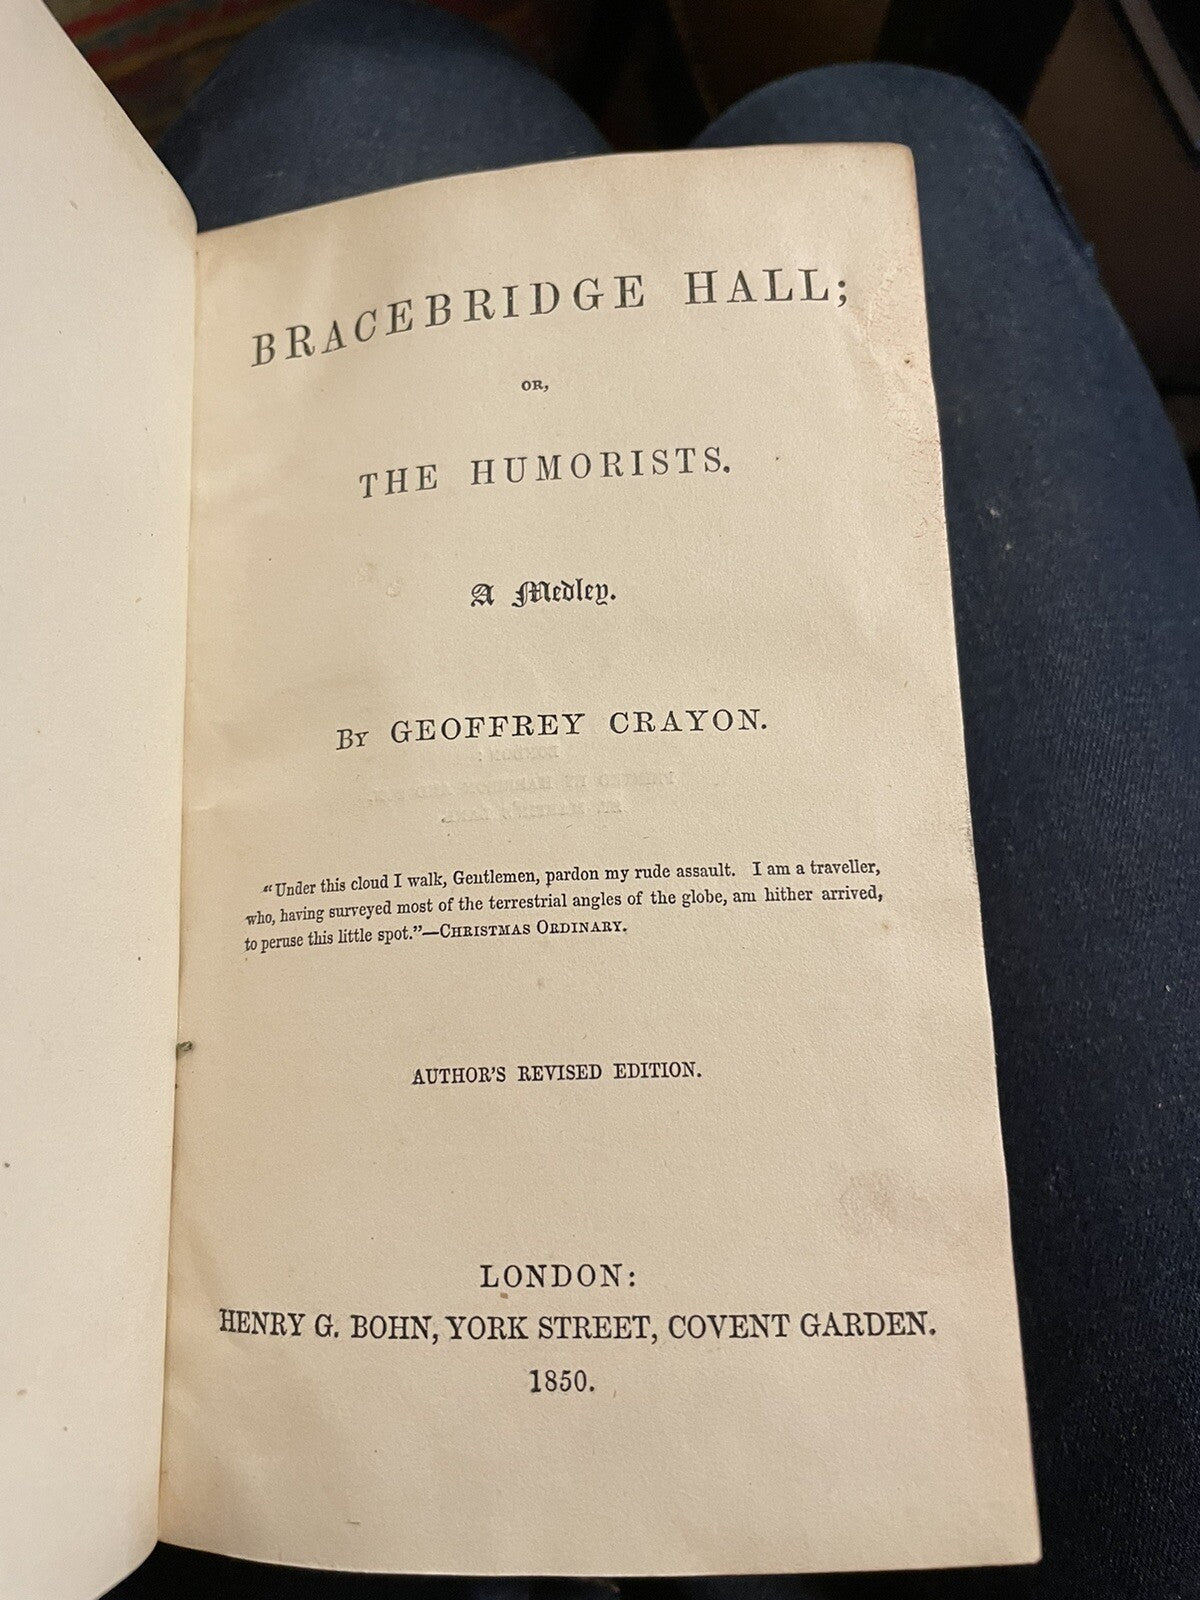 BRACEBRIDGE HALL;
OR,
THE HUMORISTS.
A Medley.
BY GEOFFREY CRAYON.
"Under this cloud I walk, Gentlemen, pardon my rude assault. I am a traveller,
who, having surveyed most of the terrestrial angles of the globe, am hither arrived,
to peruse this little spot."—CHRISTMAS ORDINARY.
AUTHOR'S REVISED EDITION.
LONDON:
HENRY G. BOHN, YORK STREET, COVENT GARDEN.
1850.